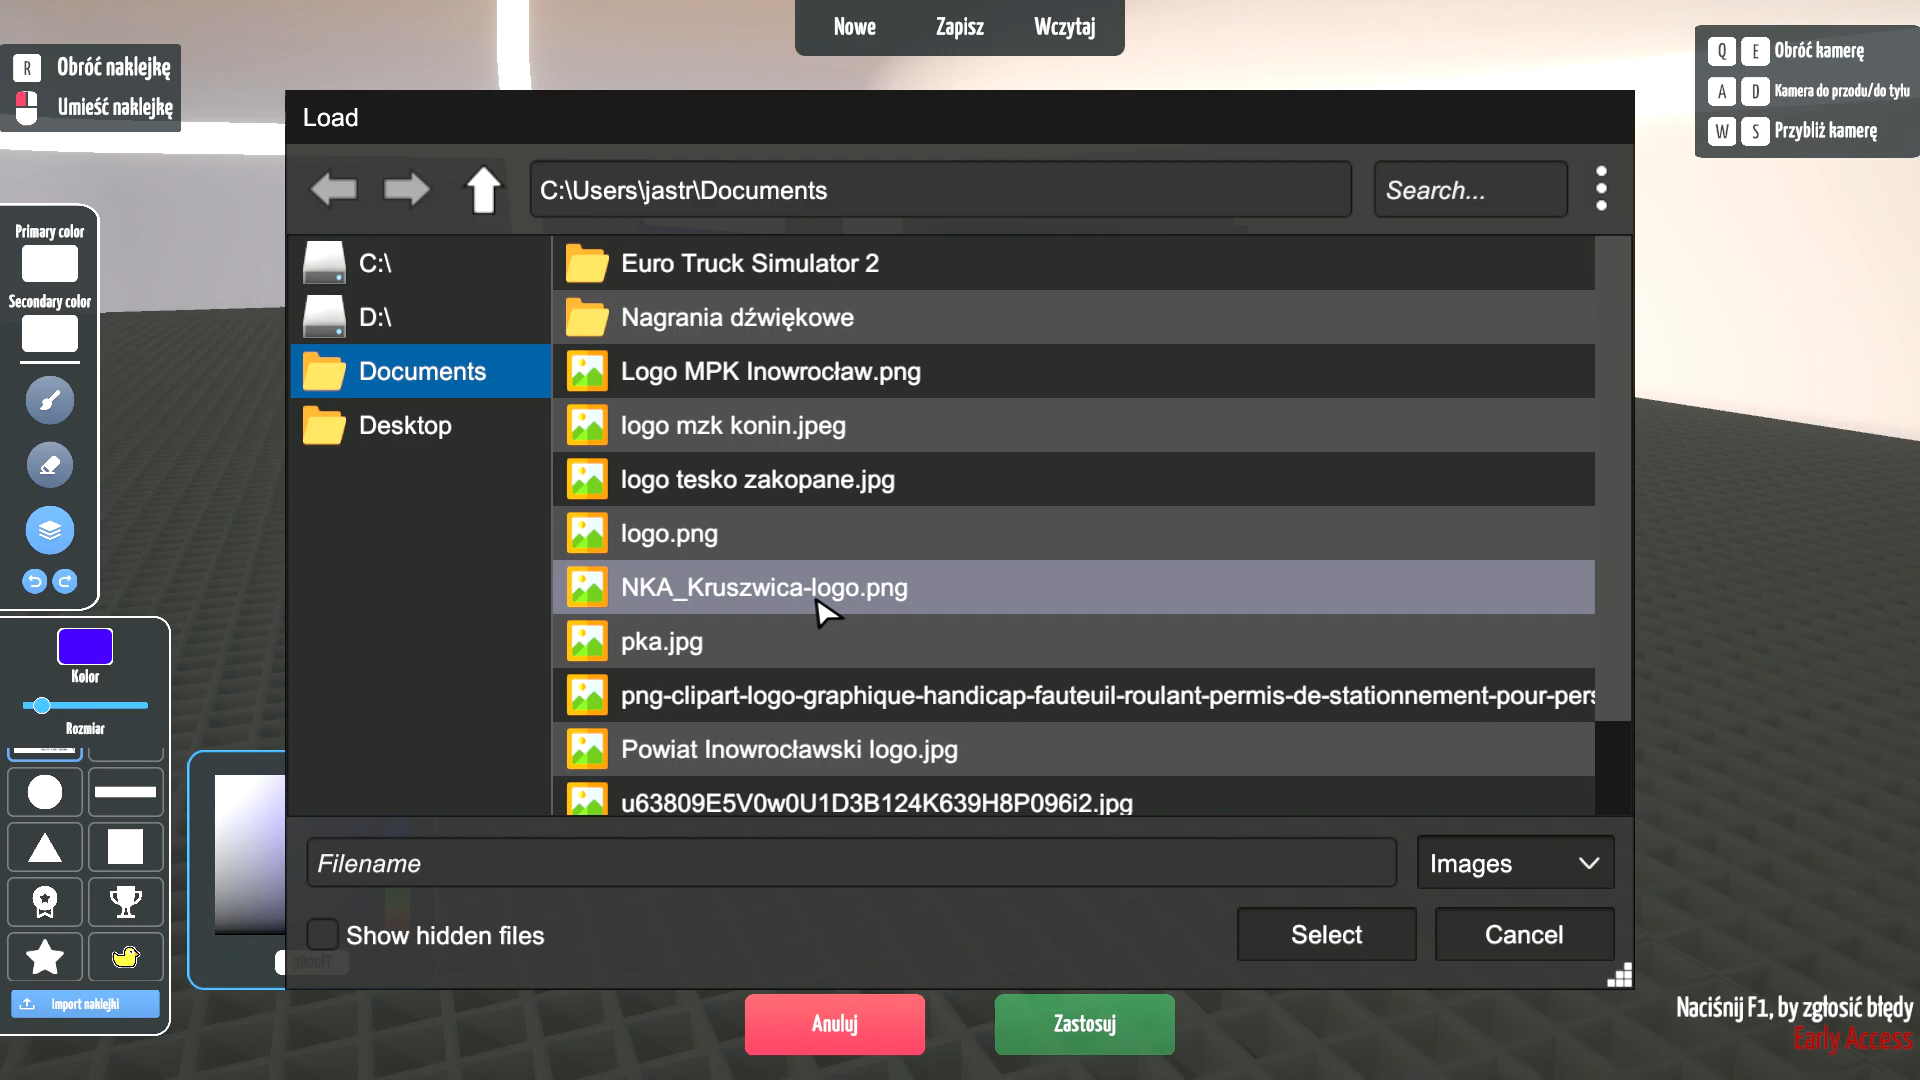 Nowe Zapisz Wczytaj
R Obróć naklejkę
Umieść naklejkę
Q E Obróć kamerę
A D Kamera do przodu/do tyłu
W S Przybliż kamerę
Load
C:\Users\jastr\Documents
Search...
Primary color
Secondary color
C:\
D:\
Documents
Desktop
Euro Truck Simulator 2
Nagrania dźwiękowe
Logo MPK Inowrocław.png
logo mzk konin.jpeg
logo tesko zakopane.jpg
logo.png
NKA_Kruszwica-logo.png
pka.jpg
png-clipart-logo-graphique-handicap-fauteuil-roulant-permis-de-stationnement-pour-pers
Powiat Inowrocławski logo.jpg
u63809E5V0w0U1D3B124K639H8P096i2.jpg
Kolor
Rozmiar
Import naklejki
Filename
Images
Show hidden files
Select
Cancel
Anuluj
Zastosuj
Naciśnij F1, by zgłosić błędy
Early Access